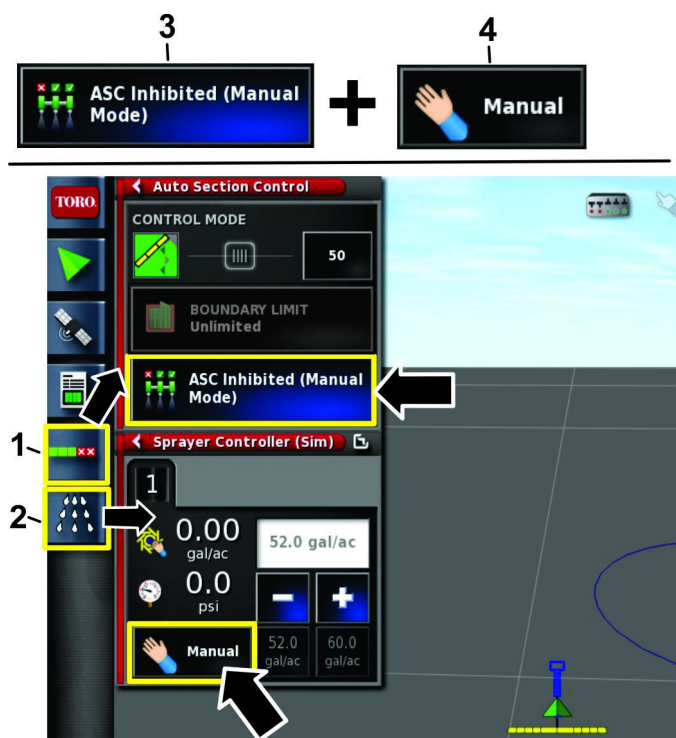 3
4
ASC Inhibited (Manual
Mode)
Manual
TORO.
Auto Section Control
CONTROL MODE
50
BOUNDARY LIMIT
Unlimited
ASC Inhibited (Manual
Mode)
1
Sprayer Controller (Sim)
2
1
0.00
gal/ac
52.0 gal/ac
0.0
psi
Manual
52.0
gal/ac
60.0
gal/ac